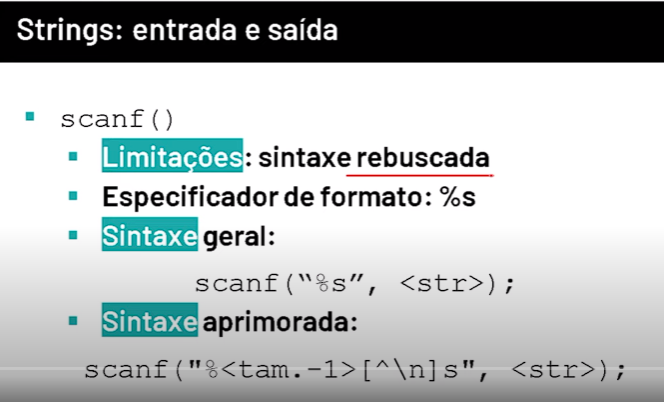 Strings: entrada e saída
scanf()
Limitações: sintaxe rebuscada
Especificador de formato: %s
Sintaxe geral:
scanf(“%s”, <str>);
Sintaxe aprimorada:
scanf("%<tam.-1>[^\n]s", <str>);